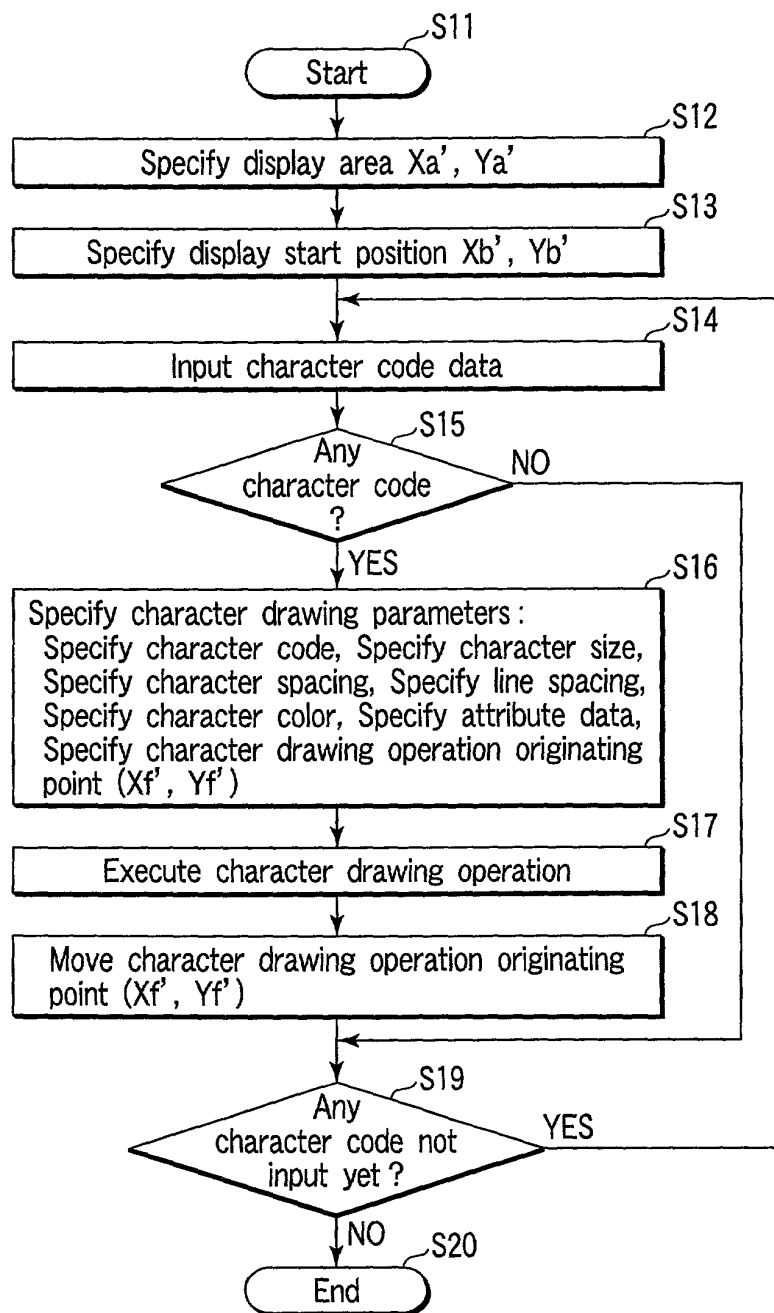 S11
Start
S12
Specify display area Xa', Ya'
S13
Specify display start position Xb', Yb'
S14
Input character code data
S15
Any
character code
?
NO
YES
S16
Specify character drawing parameters :
Specify character code, Specify character size,
Specify character spacing, Specify line spacing,
Specify character color, Specify attribute data,
Specify character drawing operation originating
point (Xf', Yf')
S17
Execute character drawing operation
S18
Move character drawing operation originating
point (Xf', Yf')
S19
Any
character code not
input yet ?
YES
NO
S20
End